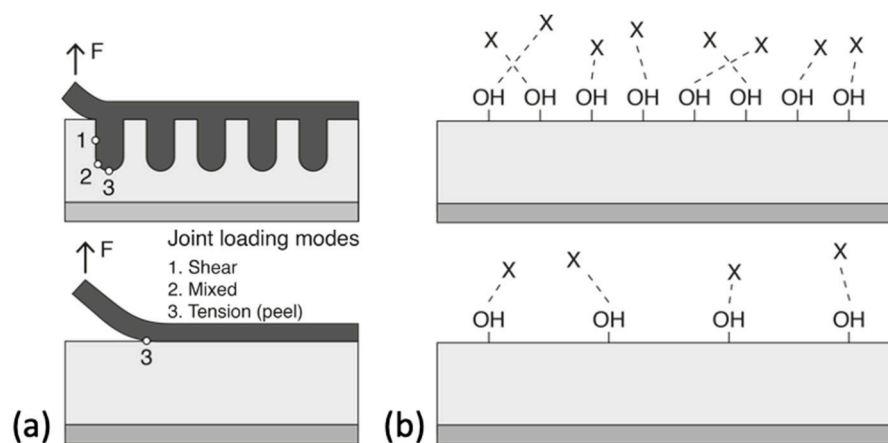 F
1
2
3
Joint loading modes
1. Shear
2. Mixed
3. Tension (peel)
F
3
(a)
X X X X X X X X
OH OH OH OH OH OH OH OH
X X X X
OH OH OH OH
(b)